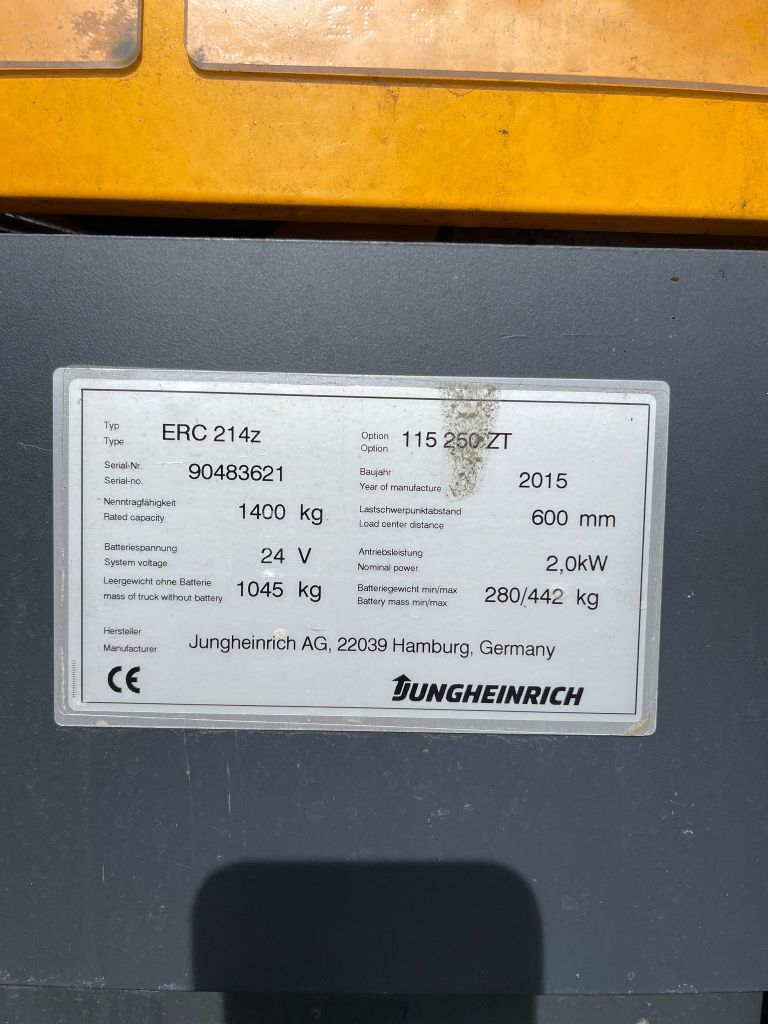 Typ
Type
ERC 214z
Option
Option
115 250 ZT
Serial-Nr.
Serial-no.
90483621
Baujahr
Year of manufacture
2015
Nenntragfähigkeit
Rated capacity
1400 kg
Lastschwerpunktabstand
Load center distance
600 mm
Batteriespannung
System voltage
24 V
Antriebsleistung
Nominal power
2,0kW
Leergewicht ohne Batterie
mass of truck without battery
1045 kg
Batteriegewicht min/max
Battery mass min/max
280/442 kg
Hersteller
Manufacturer
Jungheinrich AG, 22039 Hamburg, Germany
CE
JUNGHEINRICH